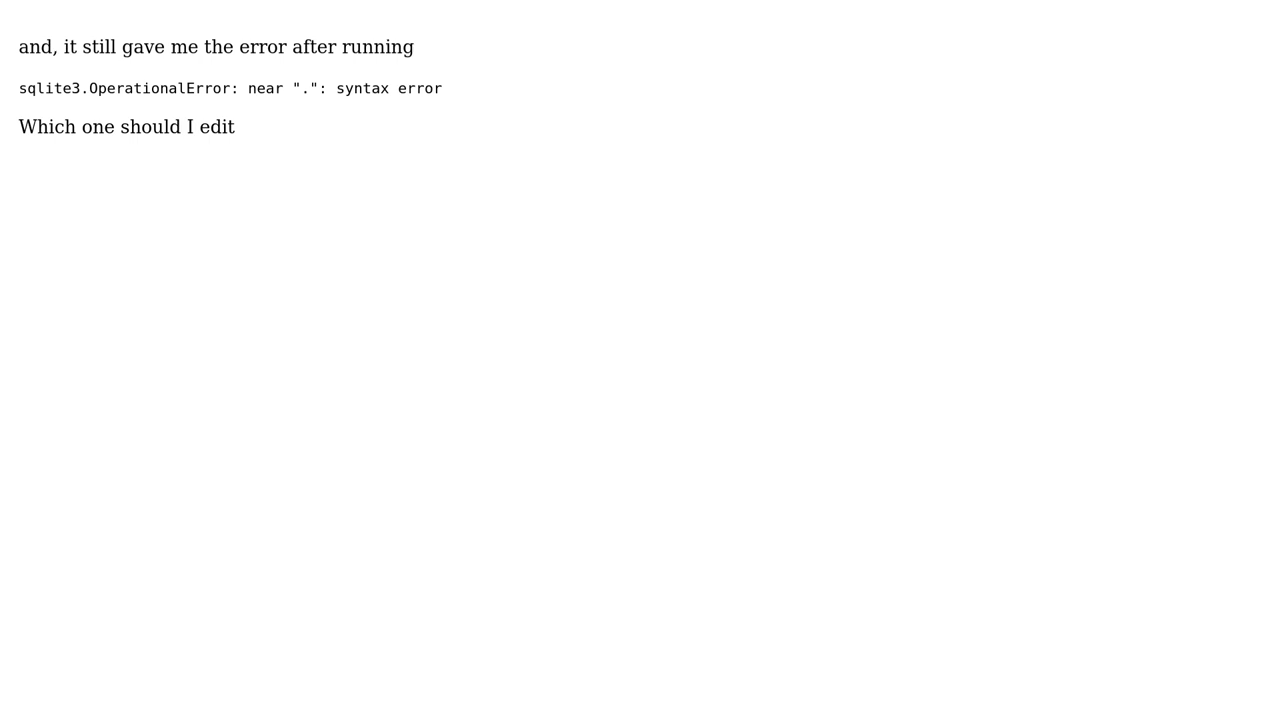 and, it still gave me the error after running
sqlite3.OperationalError: near ".": syntax error
Which one should I edit